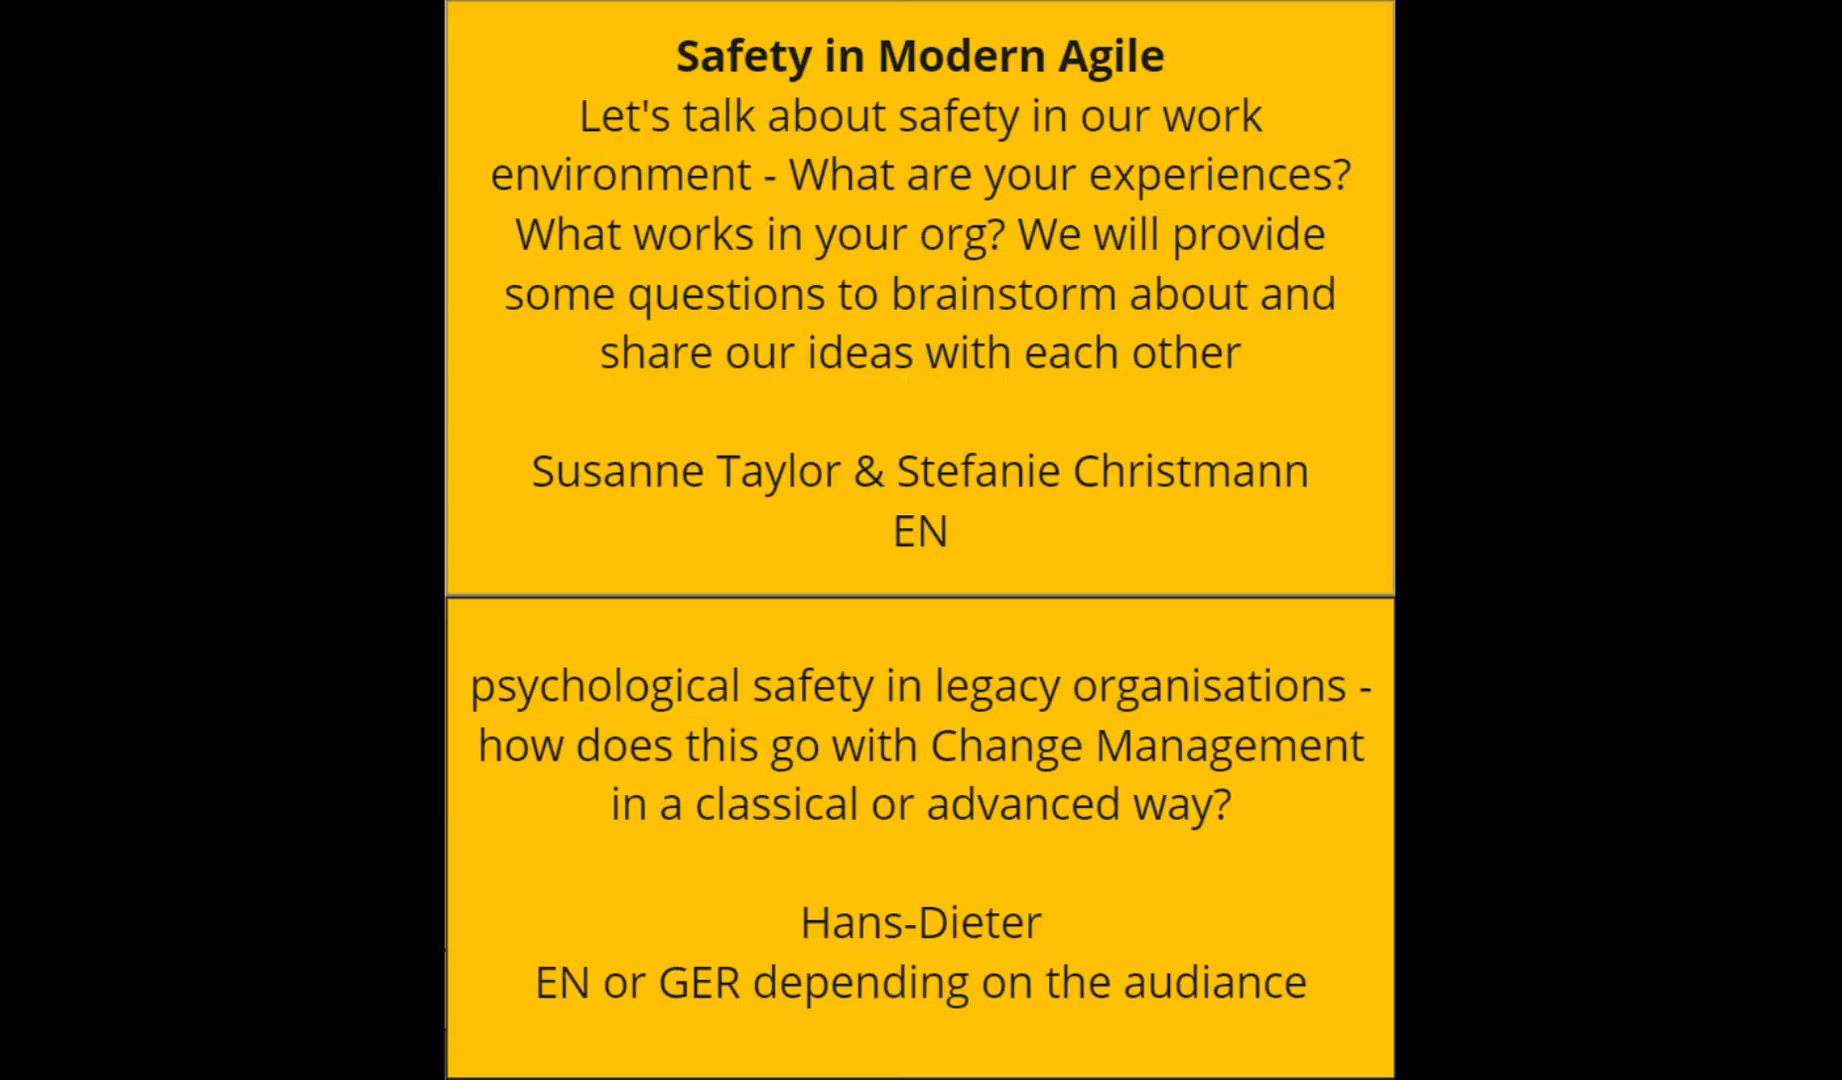 Safety in Modern Agile
Let's talk about safety in our work
environment - What are your experiences?
What works in your org? We will provide
some questions to brainstorm about and
share our ideas with each other
Susanne Taylor & Stefanie Christmann
EN
psychological safety in legacy organisations -
how does this go with Change Management
in a classical or advanced way?
Hans-Dieter
EN or GER depending on the audiance